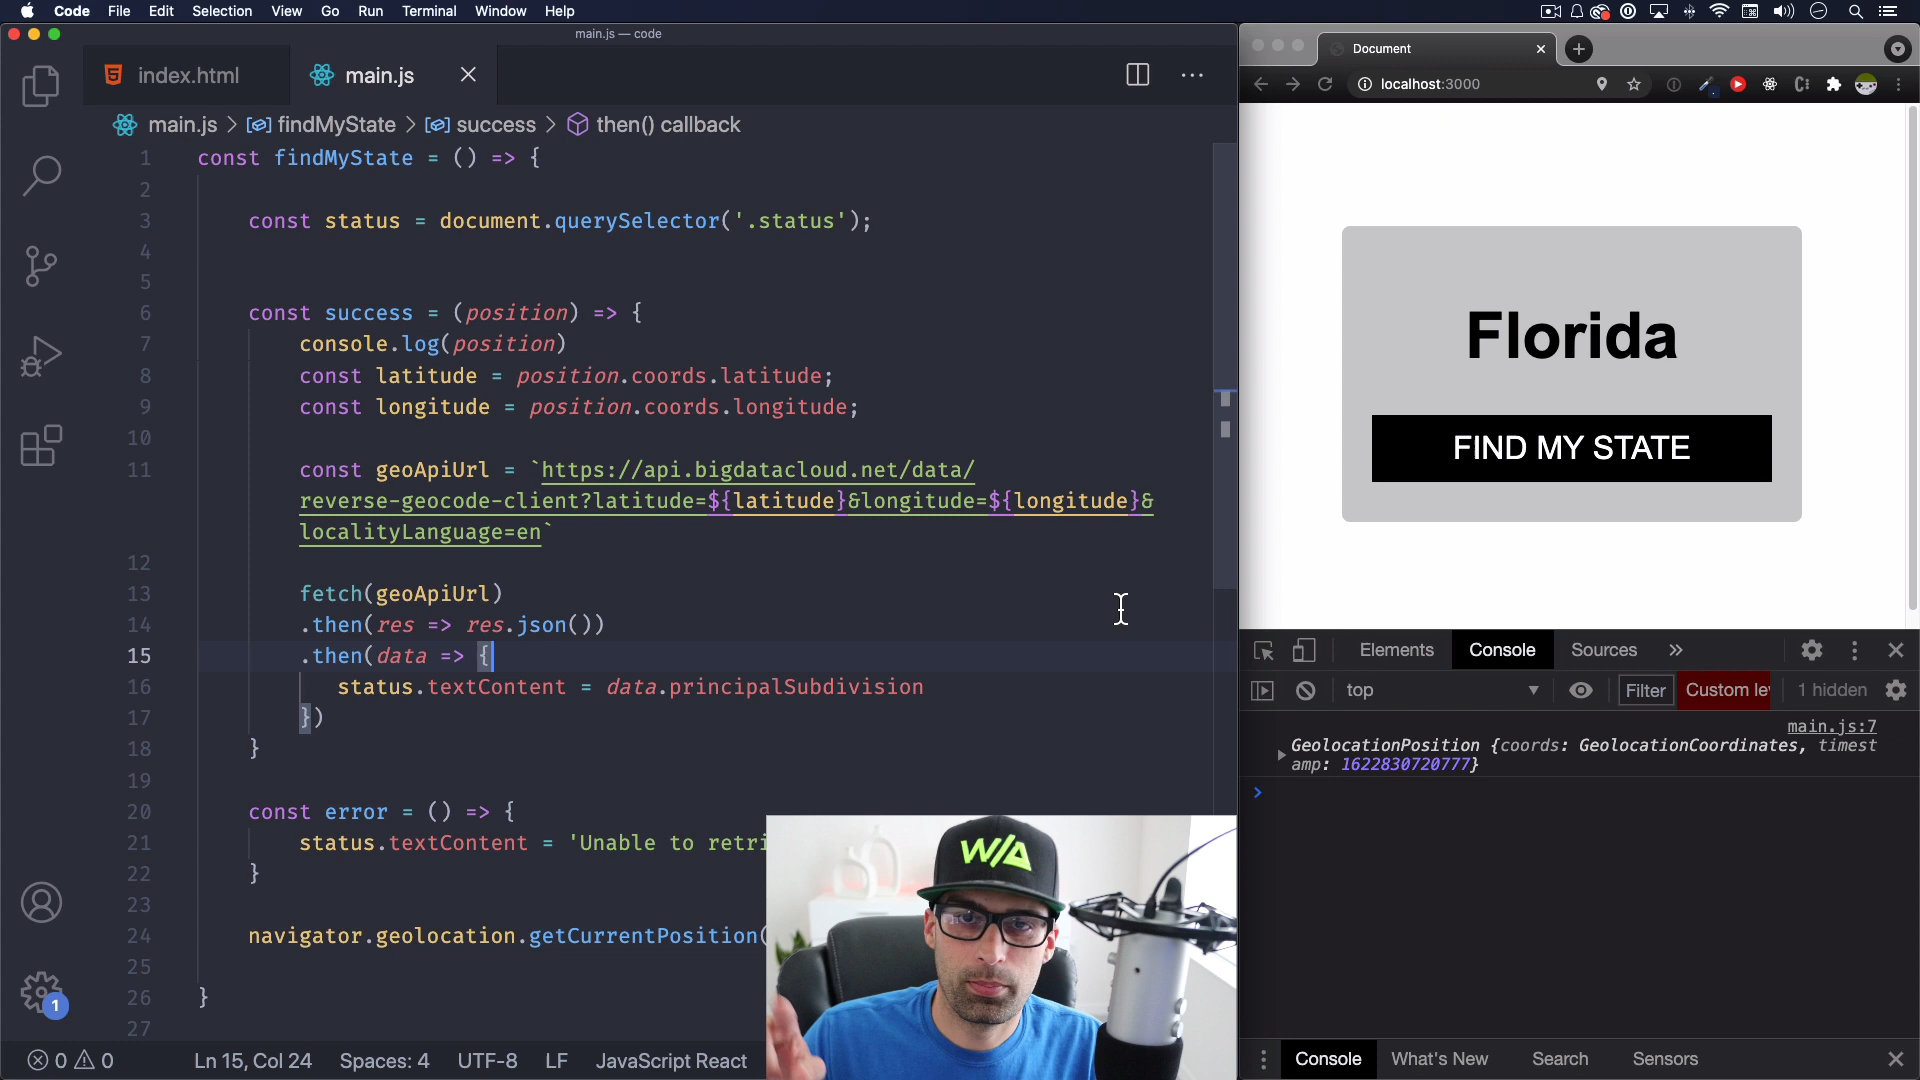 Code File Edit Selection View Go Run Terminal Window Help
main.js — code
index.html
main.js
main.js > findMyState > success > then() callback
1 const findMyState = () => {
2
3 const status = document.querySelector('.status');
4
5
6 const success = (position) => {
7 console.log(position)
8 const latitude = position.coords.latitude;
9 const longitude = position.coords.longitude;
10
11 const geoApiUrl = `https://api.bigdatacloud.net/data/
reverse-geocode-client?latitude=${latitude}&longitude=${longitude}&
localityLanguage=en`
12
13 fetch(geoApiUrl)
14 .then(res => res.json())
15 .then(data => {
16 status.textContent = data.principalSubdivision
17 })
18 }
19
20 const error = () => {
21 status.textContent = 'Unable to retri
22 }
23
24 navigator.geolocation.getCurrentPosition(
25
26 }
27
1
0 0 Ln 15, Col 24 Spaces: 4 UTF-8 LF JavaScript React
W/A
Document
localhost:3000
Florida
FIND MY STATE
Elements Console Sources »
top Filter Custom le 1 hidden
main.js:7
GeolocationPosition {coords: GeolocationCoordinates, timest
amp: 1622830720777}
Console What's New Search Sensors